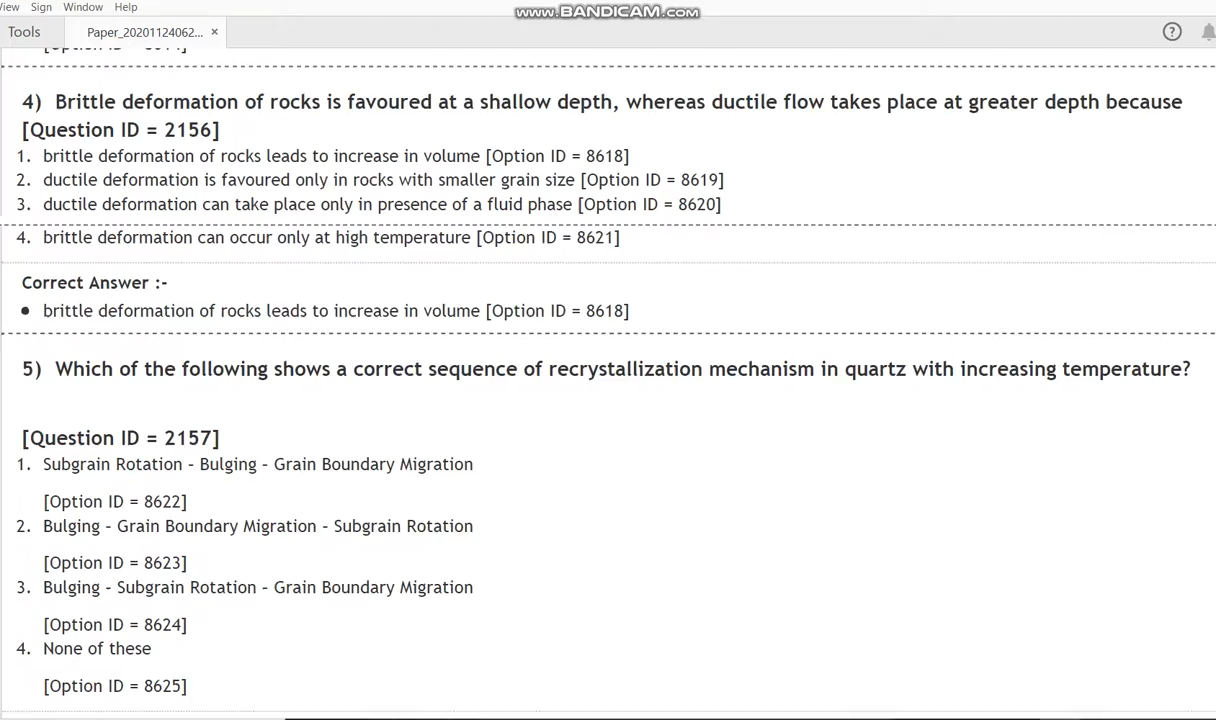 View Sign Window Help
www.BANDICAM.com
Tools Paper_20201124062... ×
4) Brittle deformation of rocks is favoured at a shallow depth, whereas ductile flow takes place at greater depth because
[Question ID = 2156]
1. brittle deformation of rocks leads to increase in volume [Option ID = 8618]
2. ductile deformation is favoured only in rocks with smaller grain size [Option ID = 8619]
3. ductile deformation can take place only in presence of a fluid phase [Option ID = 8620]
4. brittle deformation can occur only at high temperature [Option ID = 8621]
Correct Answer :-
• brittle deformation of rocks leads to increase in volume [Option ID = 8618]
5) Which of the following shows a correct sequence of recrystallization mechanism in quartz with increasing temperature?
[Question ID = 2157]
1. Subgrain Rotation - Bulging - Grain Boundary Migration
[Option ID = 8622]
2. Bulging - Grain Boundary Migration - Subgrain Rotation
[Option ID = 8623]
3. Bulging - Subgrain Rotation - Grain Boundary Migration
[Option ID = 8624]
4. None of these
[Option ID = 8625]